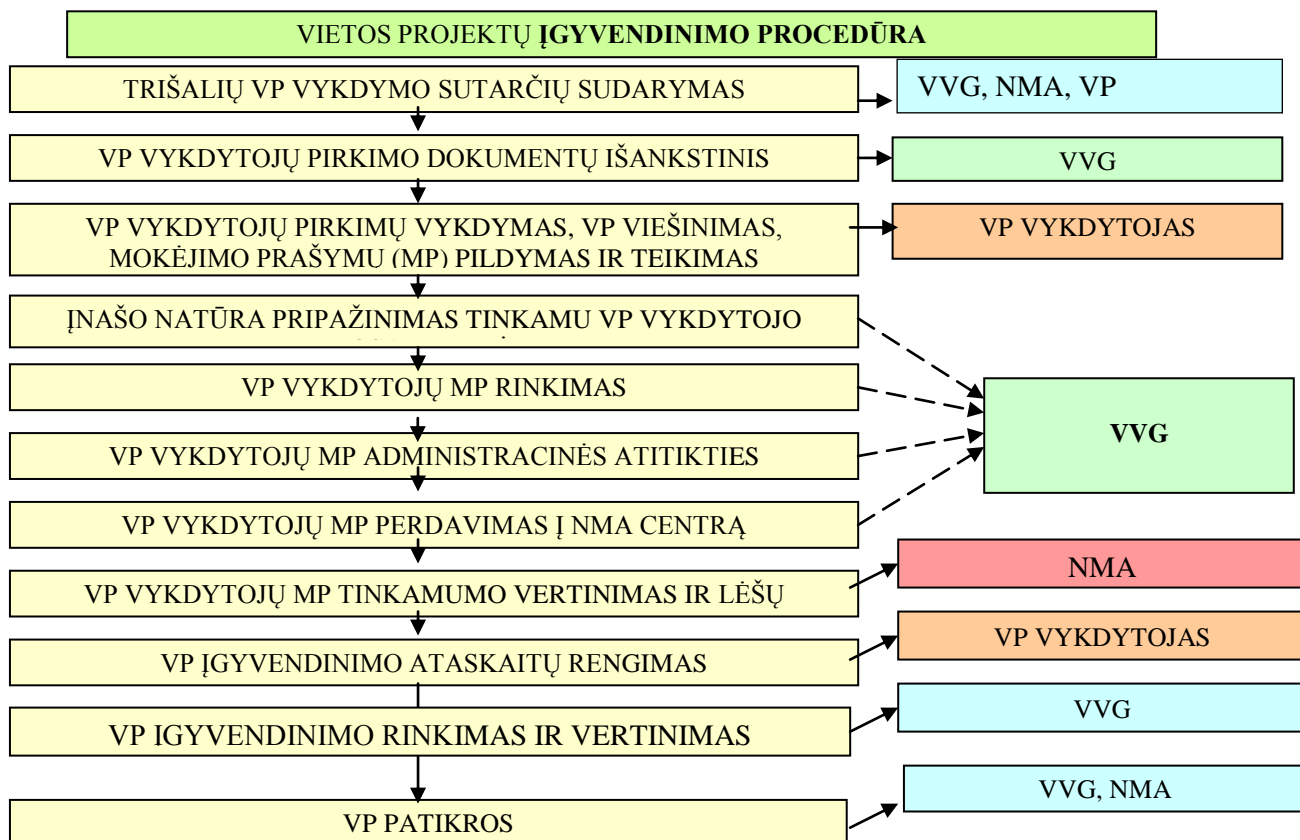 VIETOS PROJEKTŲ ĮGYVENDINIMO PROCEDŪRA
TRIŠALIŲ VP VYKDYMO SUTARČIŲ SUDARYMAS
VVG, NMA, VP
VP VYKDYTOJŲ PIRKIMO DOKUMENTŲ IŠANKSTINIS
VVG
VP VYKDYTOJŲ PIRKIMŲ VYKDYMAS, VP VIEŠINIMAS,
MOKĖJIMO PRAŠYMU (MP) PILDYMAS IR TEIKIMAS
VP VYKDYTOJAS
ĮNAŠO NATŪRA PRIPAŽINIMAS TINKAMU VP VYKDYTOJO
VP VYKDYTOJŲ MP RINKIMAS
VVG
VP VYKDYTOJŲ MP ADMINISTRACINĖS ATITIKTIES
VP VYKDYTOJŲ MP PERDAVIMAS Į NMA CENTRĄ
NMA
VP VYKDYTOJŲ MP TINKAMUMO VERTINIMAS IR LĖŠŲ
VP VYKDYTOJAS
VP ĮGYVENDINIMO ATASKAITŲ RENGIMAS
VVG
VP IGYVENDINIMO RINKIMAS IR VERTINIMAS
VVG, NMA
VP PATIKROS